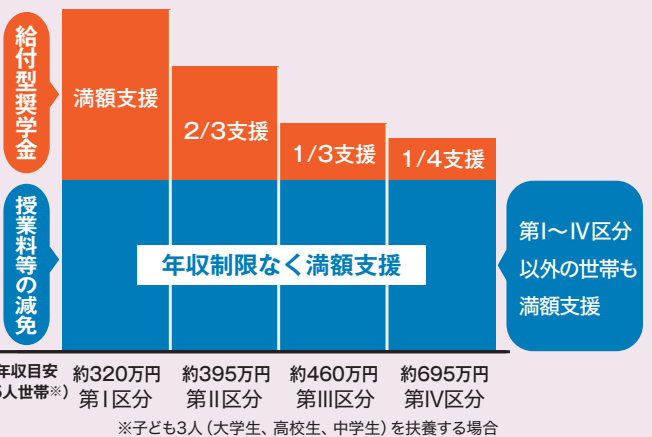 給付型奨学金
満額支援
2/3支援
1/3支援
1/4支援
授業料等の減免
年収制限なく満額支援
第I〜IV区分
以外の世帯も
満額支援
年収目安
5人世帯※)
約320万円
第I区分
約395万円
第II区分
約460万円
第III区分
約695万円
第IV区分
※子ども3人(大学生、高校生、中学生)を扶養する場合